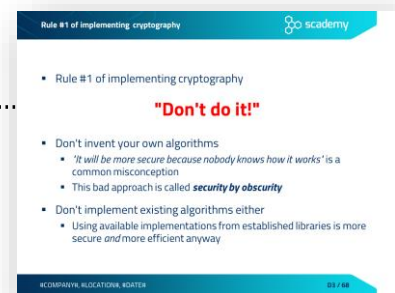 Rule #1 of implementing cryptography
scademy
Rule #1 of implementing cryptography
"Don't do it!"
Don't invent your own algorithms
'It will be more secure because nobody knows how it works' is a
common misconception
This bad approach is called security by obscurity
Don't implement existing algorithms either
Using available implementations from established libraries is more
secure and more efficient anyway
#COMPANY#, #LOCATION#, #DATE#
D3 / 68